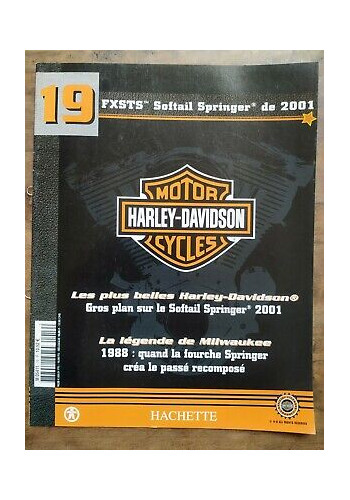 19
FXSTS™ Softail Springer* de 2001
MOTOR
HARLEY-DAVIDSON
CYCLES
Les plus belles Harley-Davidson®
Gros plan sur le Softail Springer* 2001
La légende de Milwaukee
1988 : quand la fourche Springer
créa le passé recomposé
HACHETTE